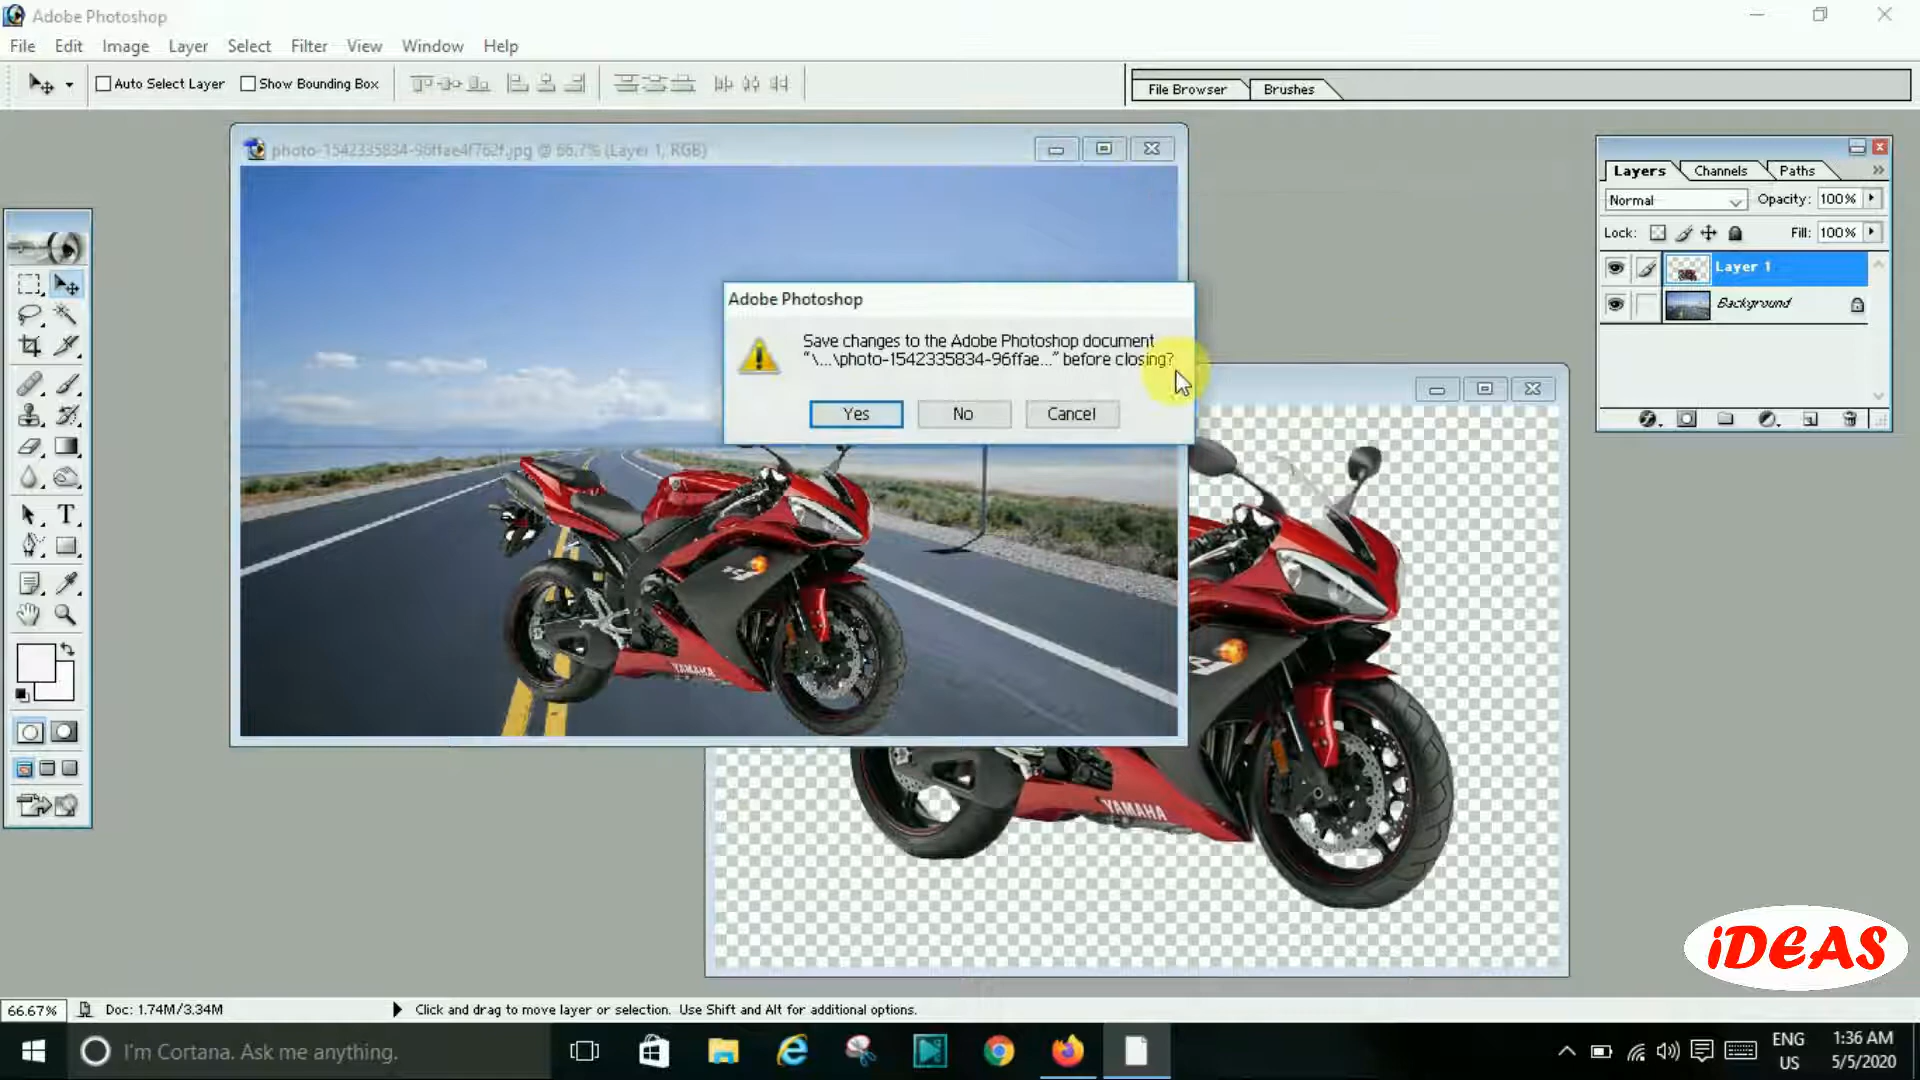 Adobe Photoshop
File Edit Image Layer Select Filter View Window Help
Auto Select Layer Show Bounding Box
File Browser Brushes
photo-1542335834-96ffae4f762f.jpg @ 66.7% (Layer 1, RGB)
Layers Channels Paths
Normal Opacity: 100%
Lock: Fill: 100%
Layer 1
Background
Adobe Photoshop
Save changes to the Adobe Photoshop document
"\...\photo-1542335834-96ffae..." before closing?
Yes No Cancel
YAMAHA
YAMAHA
iDEAS
66.67% Doc: 1.74M/3.34M Click and drag to move layer or selection. Use Shift and Alt for additional options.
I'm Cortana. Ask me anything.
ENG
US
1:36 AM
5/5/2020